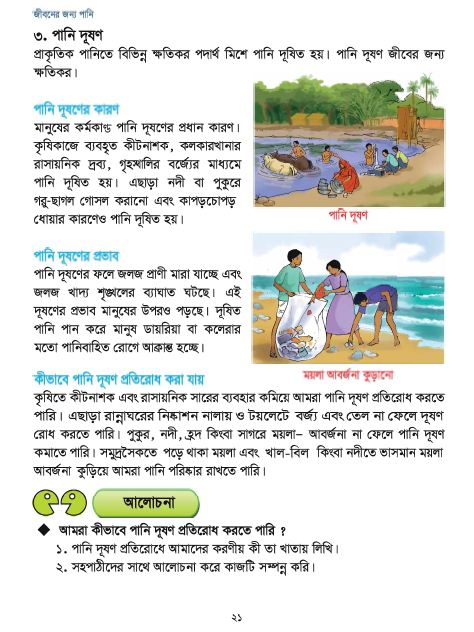 জীবনের জন্য পানি
৩. পানি দূষণ
প্রাকৃতিক পানিতে বিভিন্ন ক্ষতিকর পদার্থ মিশে পানি দূষিত হয়। পানি দূষণ জীবের জন্য
ক্ষতিকর।
পানি দূষণের কারণ
মানুষের কর্মকাণ্ড পানি দূষণের প্রধান কারণ।
কৃষিকাজে ব্যবহৃত কীটনাশক, কলকারখানার
রাসায়নিক দ্রব্য, গৃহস্থালির বর্জ্যের মাধ্যমে
পানি দূষিত হয়। এছাড়া নদী বা পুকুরে
গরু-ছাগল গোসল করানো এবং কাপড়চোপড়
ধোয়ার কারণেও পানি দূষিত হয়।
পানি দূষণ
পানি দূষণের প্রভাব
পানি দূষণের ফলে জলজ প্রাণী মারা যাচ্ছে এবং
জলজ খাদ্য শৃঙ্খলের ব্যাঘাত ঘটছে। এই
দূষণের প্রভাব মানুষের উপরও পড়ছে। দূষিত
পানি পান করে মানুষ ডায়রিয়া বা কলেরার
মতো পানিবাহিত রোগে আক্রান্ত হচ্ছে।
ময়লা আবর্জনা কুড়ানো
কীভাবে পানি দূষণ প্রতিরোধ করা যায়
কৃষিতে কীটনাশক এবং রাসায়নিক সারের ব্যবহার কমিয়ে আমরা পানি দূষণ প্রতিরোধ করতে
পারি। এছাড়া রান্নাঘরের নিষ্কাশন নালায় ও টয়লেটে বর্জ্য এবং তেল না ফেলে দূষণ
রোধ করতে পারি। পুকুর, নদী, হ্রদ কিংবা সাগরে ময়লা– আবর্জনা না ফেলে পানি দূষণ
কমাতে পারি। সমুদ্রসৈকতে পড়ে থাকা ময়লা এবং খাল-বিল কিংবা নদীতে ভাসমান ময়লা
আবর্জনা কুড়িয়ে আমরা পানি পরিষ্কার রাখতে পারি।
আলোচনা
◆ আমরা কীভাবে পানি দূষণ প্রতিরোধ করতে পারি ?
১. পানি দূষণ প্রতিরোধে আমাদের করণীয় কী তা খাতায় লিখি।
২. সহপাঠীদের সাথে আলোচনা করে কাজটি সম্পন্ন করি।
২১